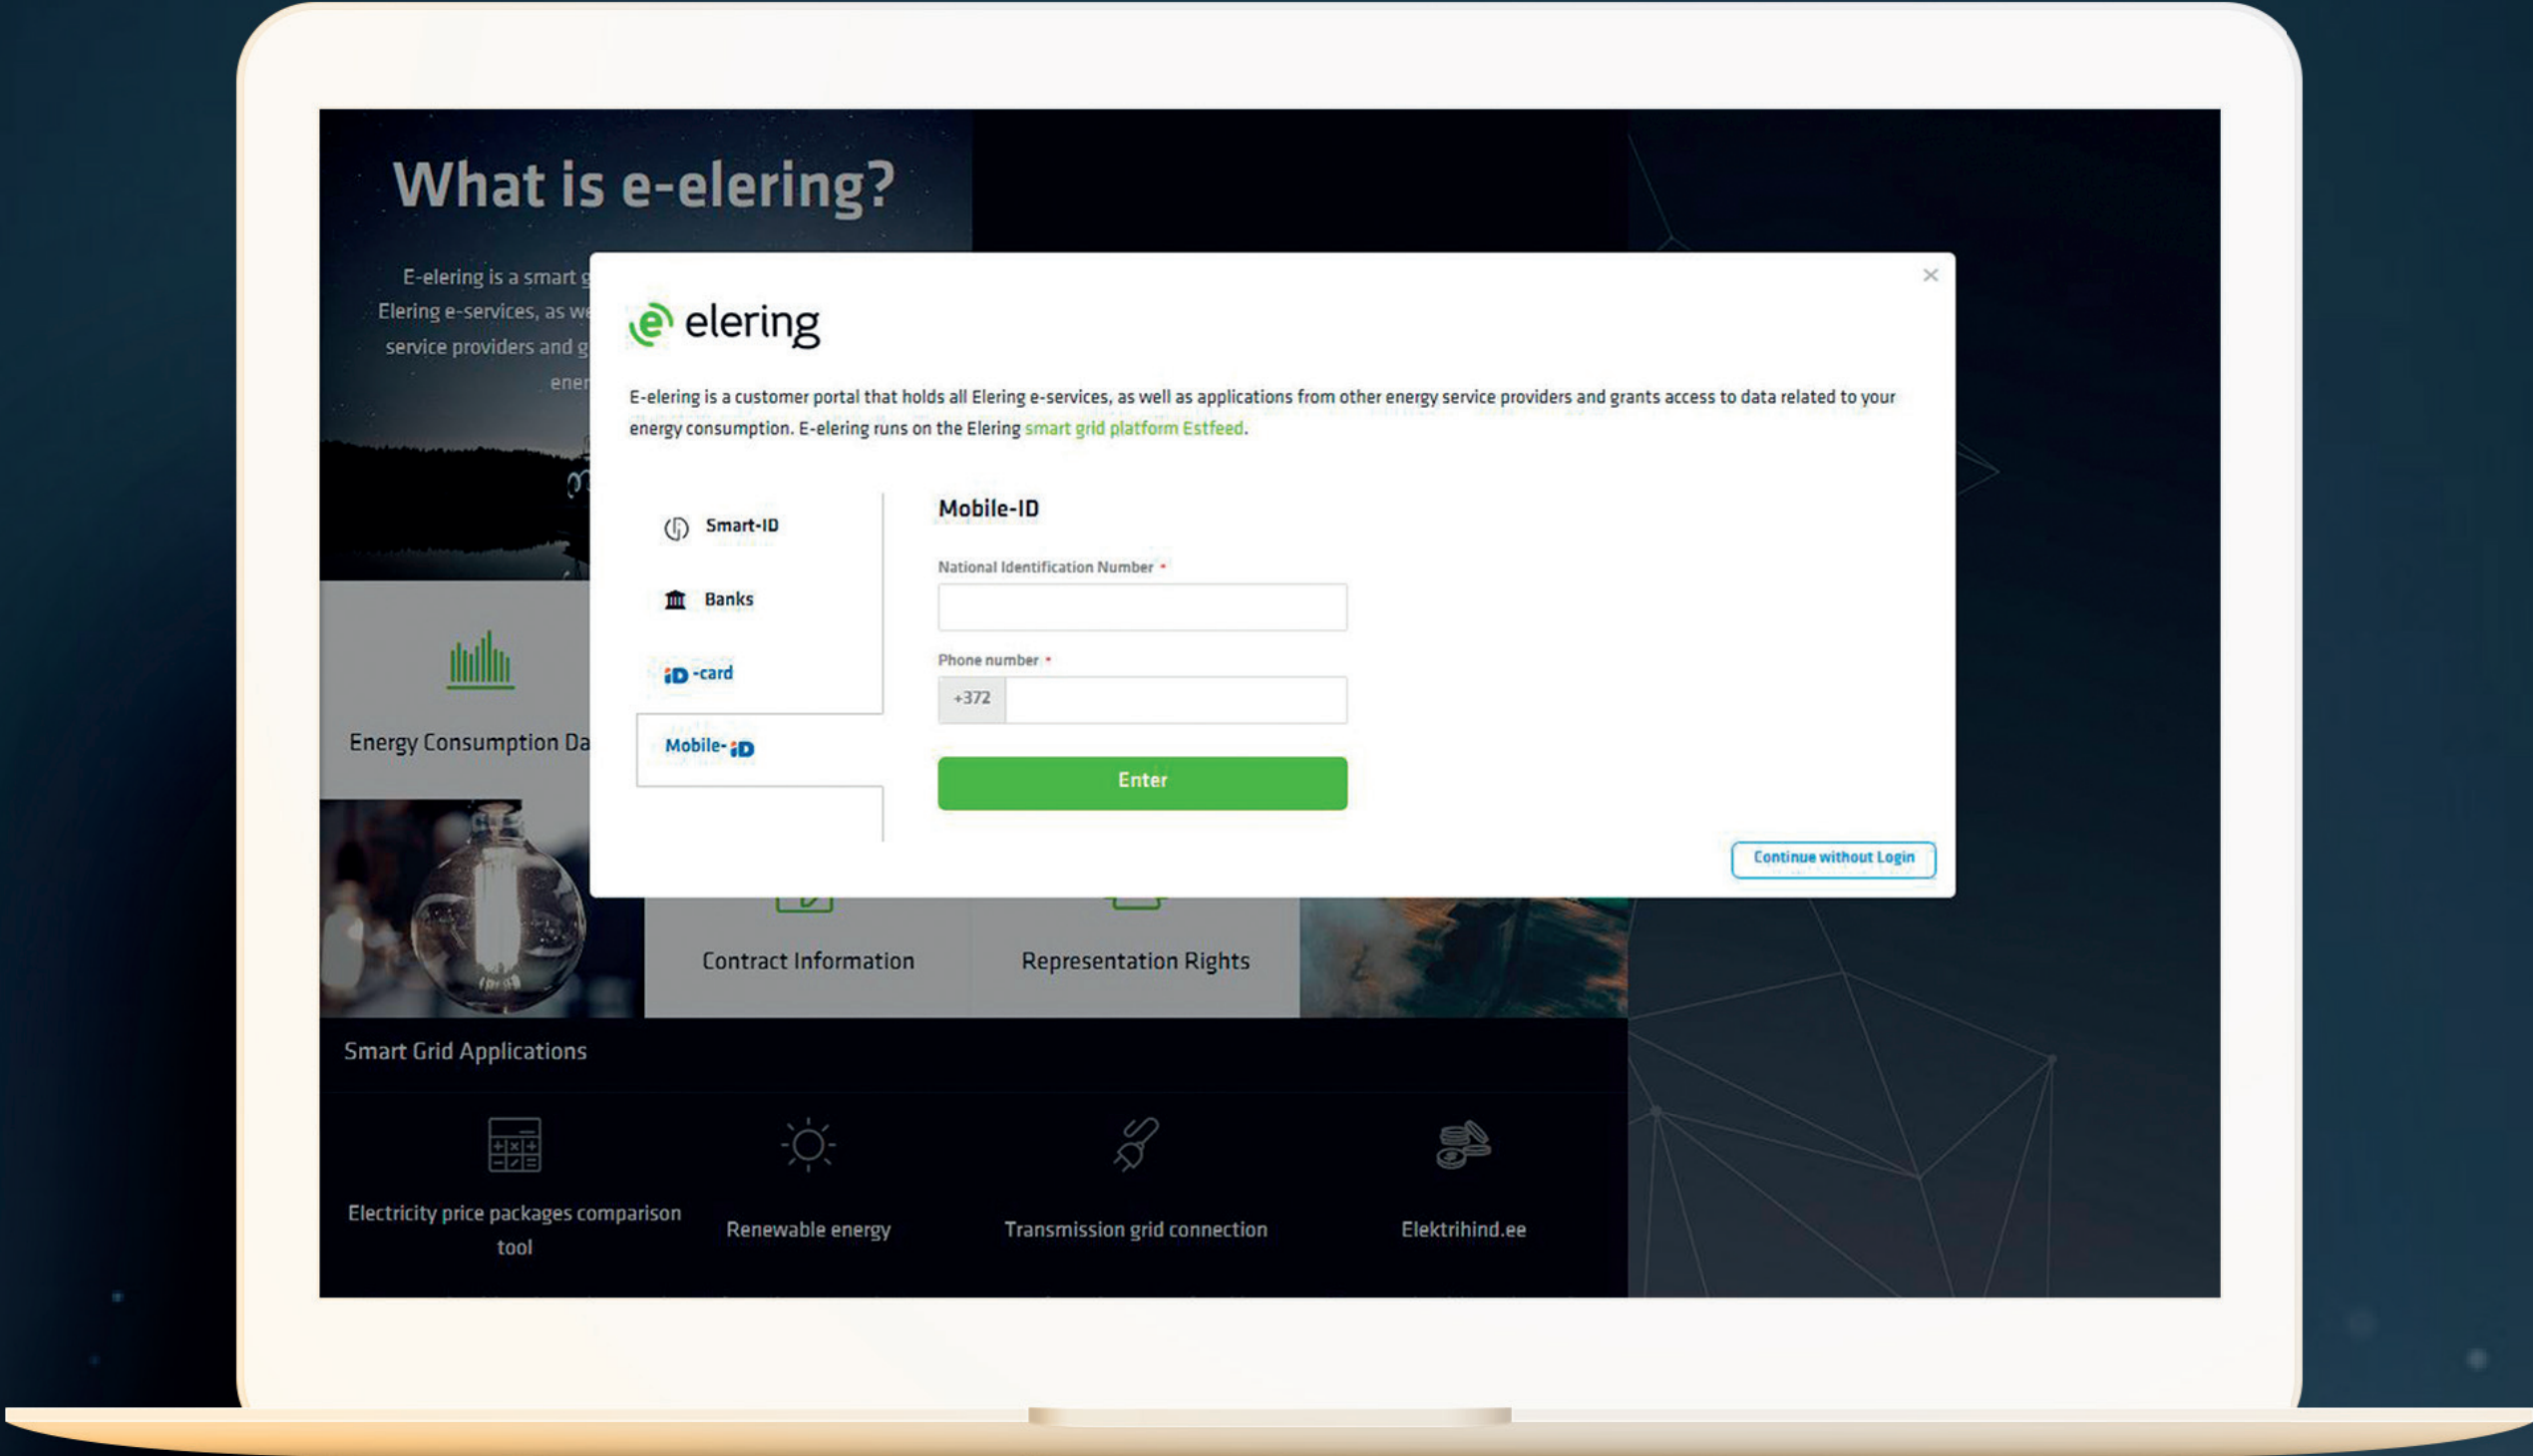 What is e-elering?
E-elering is a smart
Elering e-services, as
service providers and
elering
E-elering is a customer portal that holds all Elering e-services, as well as applications from other energy service providers and grants access to data related to your
energy consumption. E-elering runs on the Elering smart grid platform Estfeed.
Smart-ID
Banks
iD-card
Mobile-iD
Mobile-ID
National Identification Number *
Phone number *
+372
Enter
Continue without Login
Energy Consumption
Contract Information
Representation Rights
Smart Grid Applications
Electricity price packages comparison
tool
Renewable energy
Transmission grid connection
Elektrihind.ee